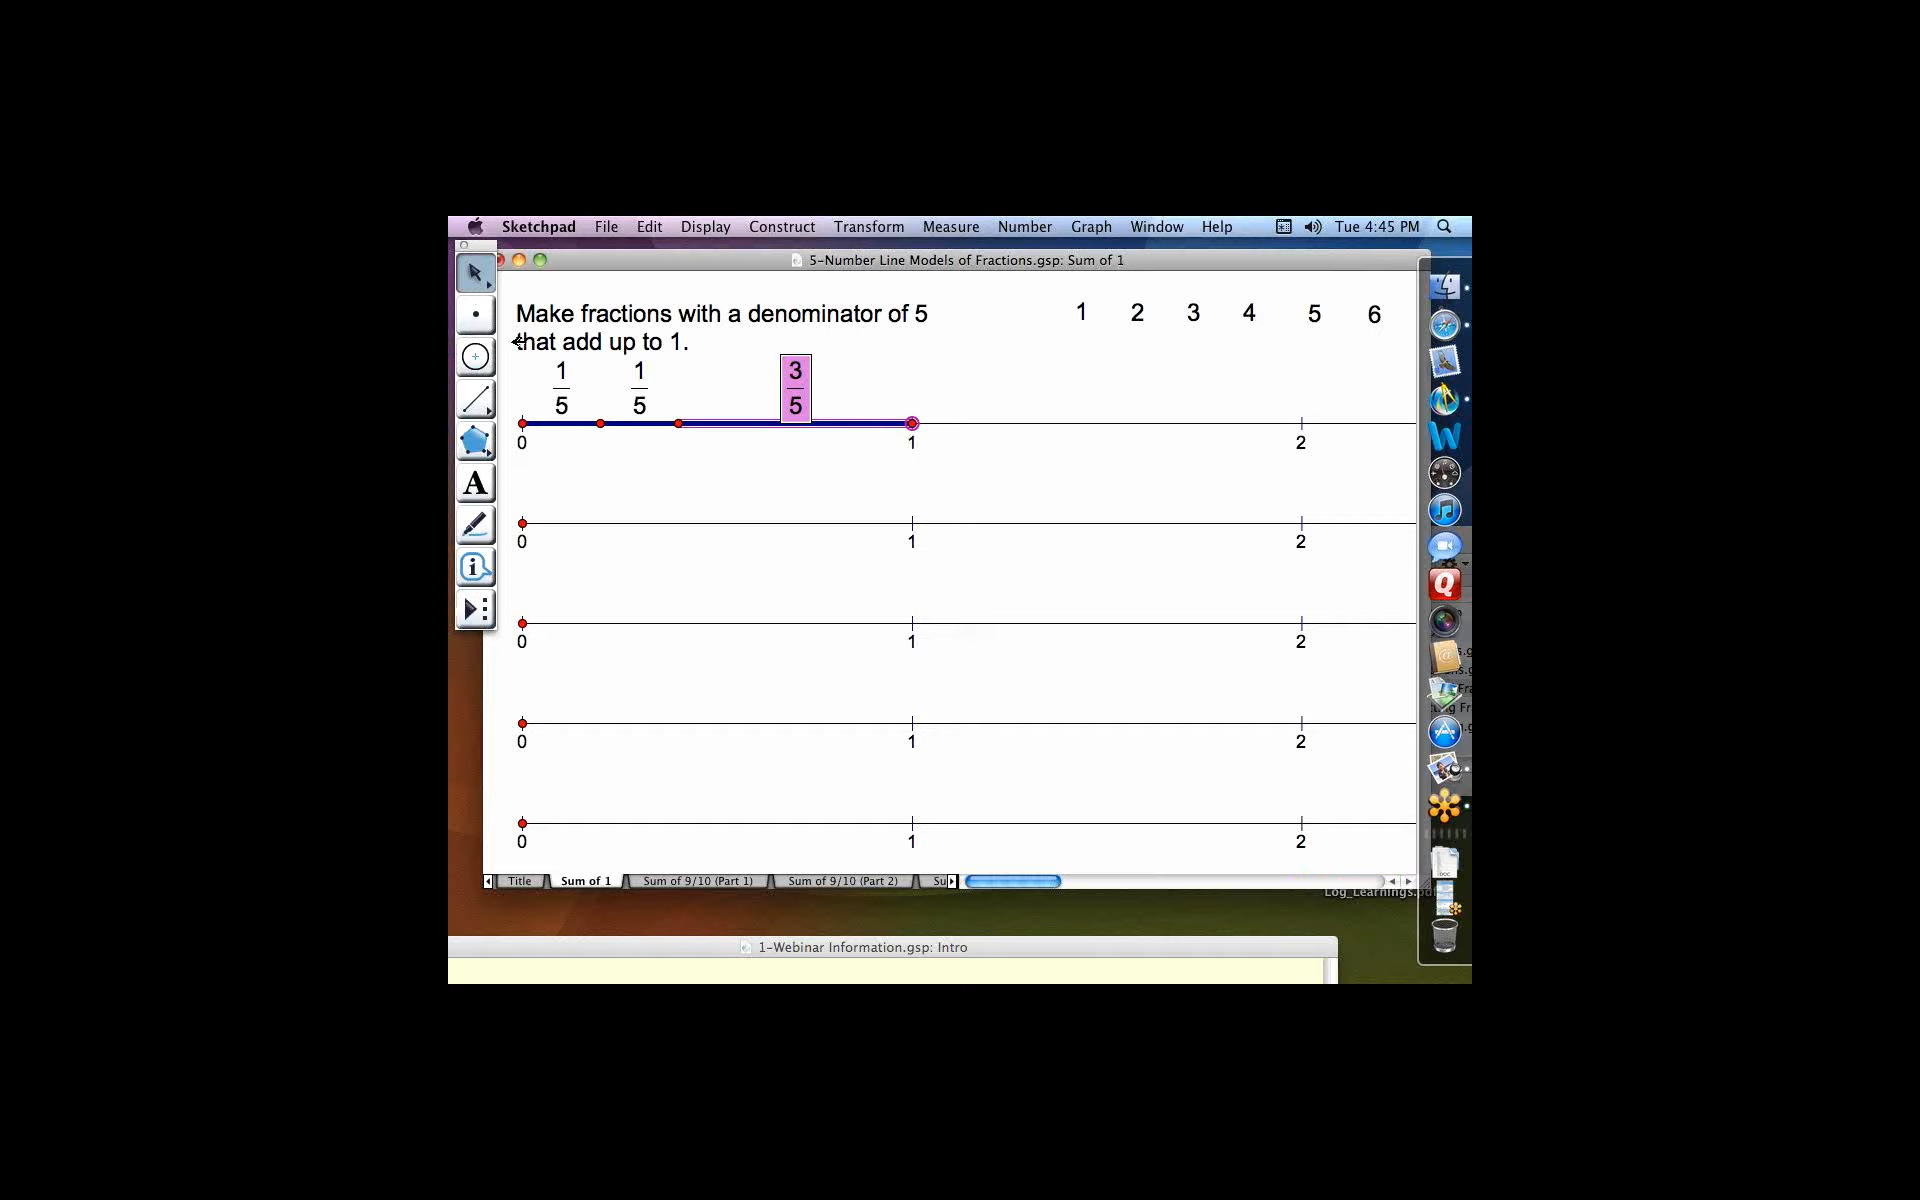 Sketchpad File Edit Display Construct Transform Measure Number Graph Window Help Tue 4:45 PM
5-Number Line Models of Fractions.gsp: Sum of 1
Make fractions with a denominator of 5
that add up to 1.
1 2 3 4 5 6
1 1 3
5 5 5
0 1 2
0 1 2
0 1 2
0 1 2
0 1 2
A
Title Sum of 1 Sum of 9/10 (Part 1) Sum of 9/10 (Part 2) Su
1-Webinar Information.gsp: Intro